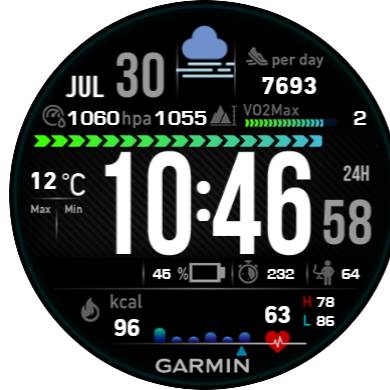 JUL 30
per day
7693
1060 hpa 1055
VO2Max
2
12 °C
Max Min
10:46
24H
58
45 % 232 64
kcal
96
63
H 78
L 86
GARMIN